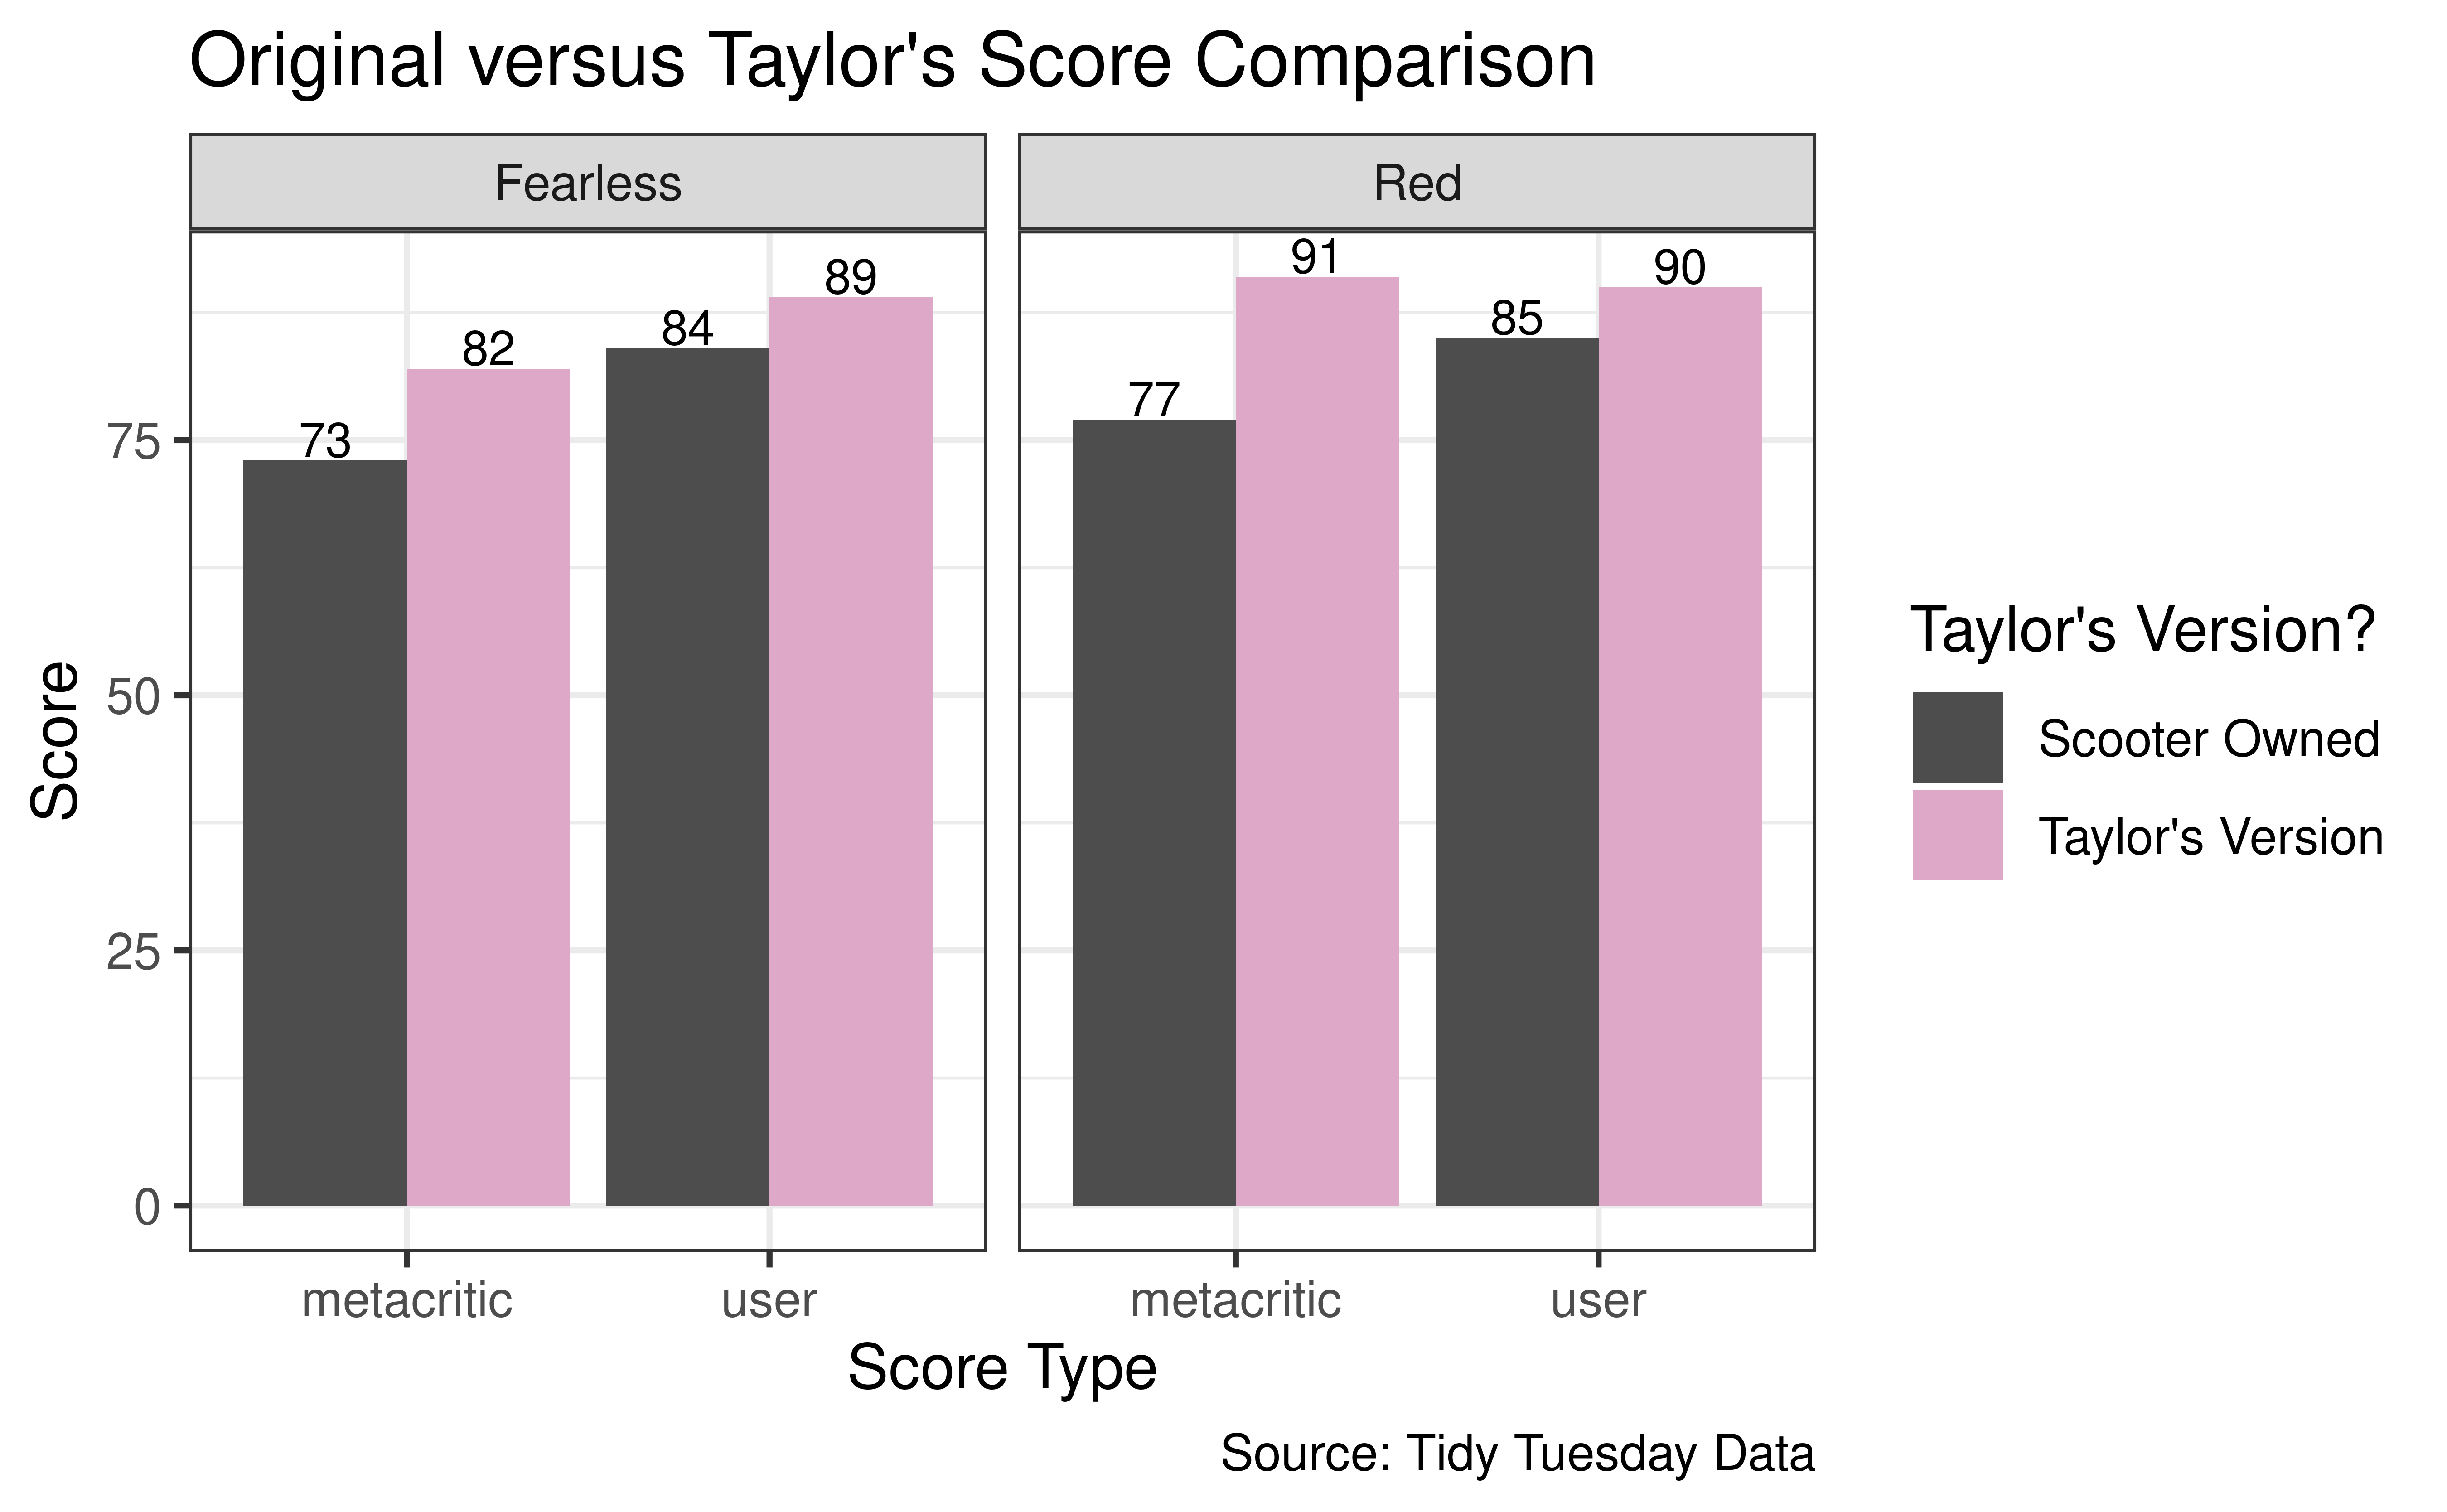 Original versus Taylor's Score Comparison
Fearless
Red
Score
75
50
25
0
73
82
84
89
77
91
85
90
metacritic
user
metacritic
user
Score Type
Taylor's Version?
Scooter Owned
Taylor's Version
Source: Tidy Tuesday Data